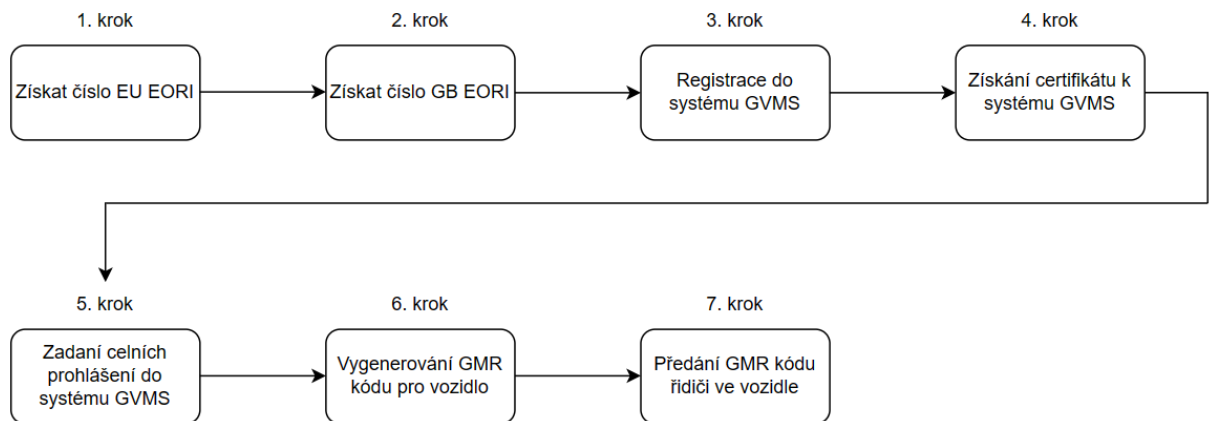 1. krok
2. krok
3. krok
4. krok
Získat číslo EU EORI
Získat číslo GB EORI
Registrace do
systému GVMS
Získání certifikátu k
systému GVMS
5. krok
6. krok
7. krok
Zadaní celních
prohlášení do
systému GVMS
Vygenerování GMR
kódu pro vozidlo
Předání GMR kódu
řidiči ve vozidle